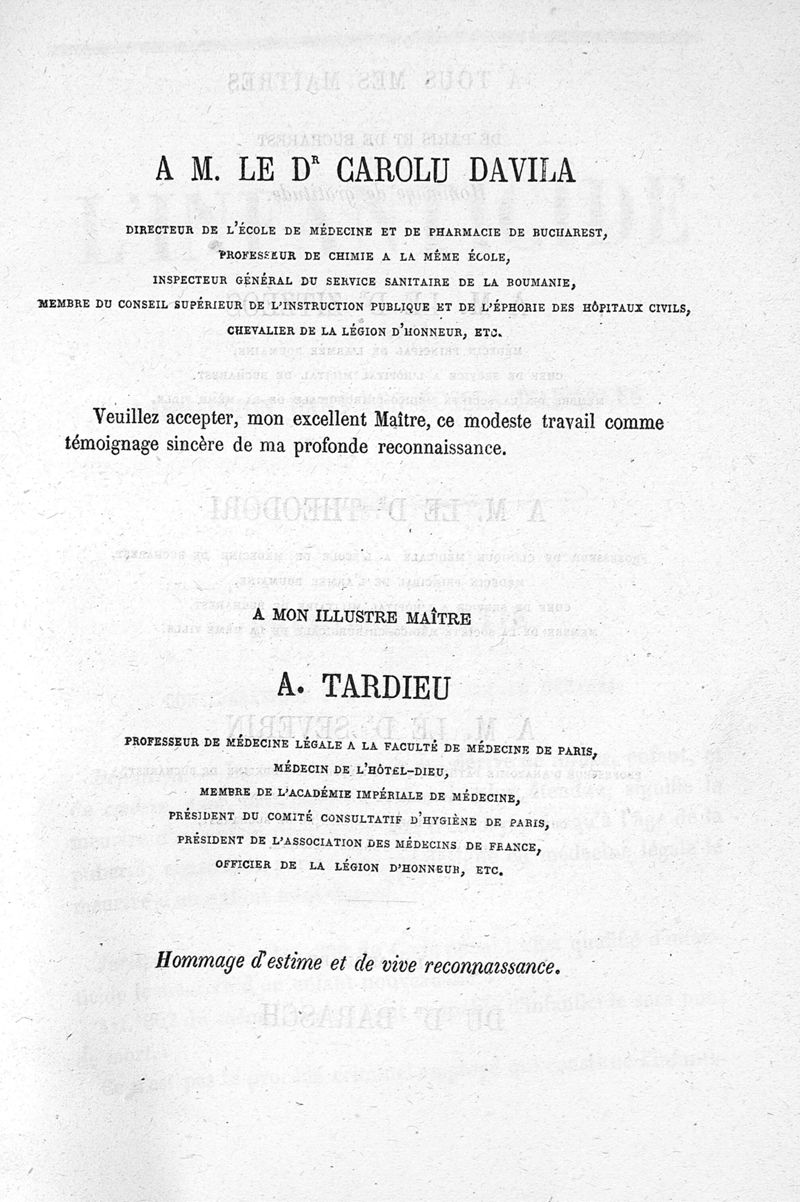 A M. LE Dʀ CAROLU DAVILA
DIRECTEUR DE L'ÉCOLE DE MÉDECINE ET DE PHARMACIE DE BUCHAREST,
PROFESSEUR DE CHIMIE A LA MÊME ÉCOLE,
INSPECTEUR GÉNÉRAL DU SERVICE SANITAIRE DE LA ROUMANIE,
MEMBRE DU CONSEIL SUPÉRIEUR DE L'INSTRUCTION PUBLIQUE ET DE L'ÉPHORIE DES HÔPITAUX CIVILS,
CHEVALIER DE LA LÉGION D'HONNEUR, ETC.
Veuillez accepter, mon excellent Maître, ce modeste travail comme
témoignage sincère de ma profonde reconnaissance.
A MON ILLUSTRE MAÎTRE
A. TARDIEU
PROFESSEUR DE MÉDECINE LÉGALE A LA FACULTÉ DE MÉDECINE DE PARIS,
MÉDECIN DE L'HÔTEL-DIEU,
MEMBRE DE L'ACADÉMIE IMPÉRIALE DE MÉDECINE,
PRÉSIDENT DU COMITÉ CONSULTATIF D'HYGIÈNE DE PARIS,
PRÉSIDENT DE L'ASSOCIATION DES MÉDECINS DE FRANCE,
OFFICIER DE LA LÉGION D'HONNEUR, ETC.
Hommage d'estime et de vive reconnaissance.